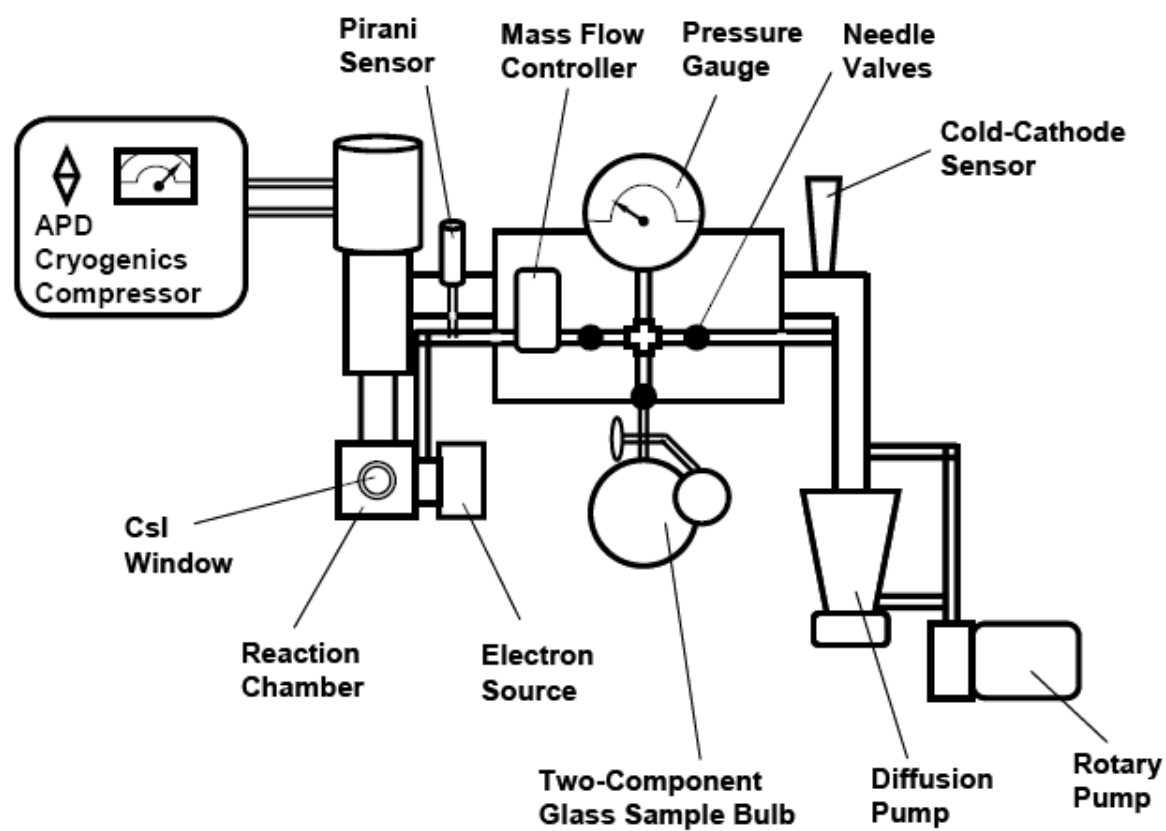 Pirani
Sensor
Mass Flow
Controller
Pressure
Gauge
Needle
Valves
Cold-Cathode
Sensor
APD
Cryogenics
Compressor
CsI
Window
Reaction
Chamber
Electron
Source
Two-Component
Glass Sample Bulb
Diffusion
Pump
Rotary
Pump